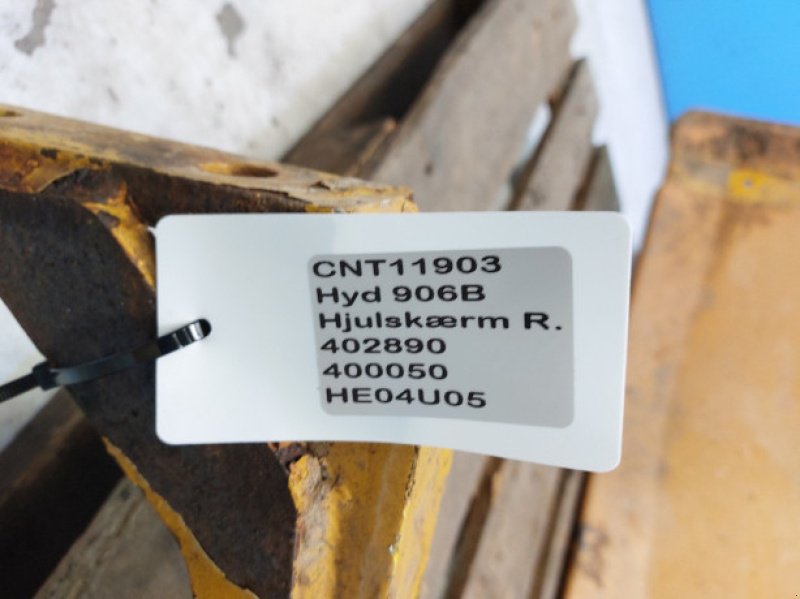 CNT11903
Hyd 906B
Hjulskærm R.
402890
400050
HE04U05